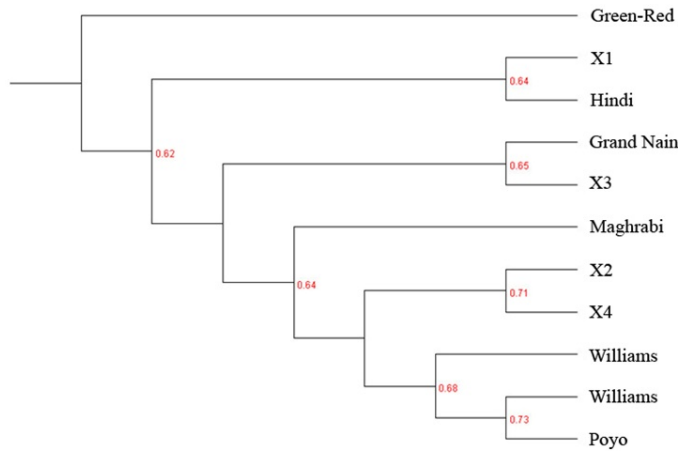 Green-Red
X1
0.64
Hindi
Grand Nain
0.62
0.65
X3
Maghrabi
X2
0.64
0.71
X4
Williams
0.68
Williams
0.73
Poyo